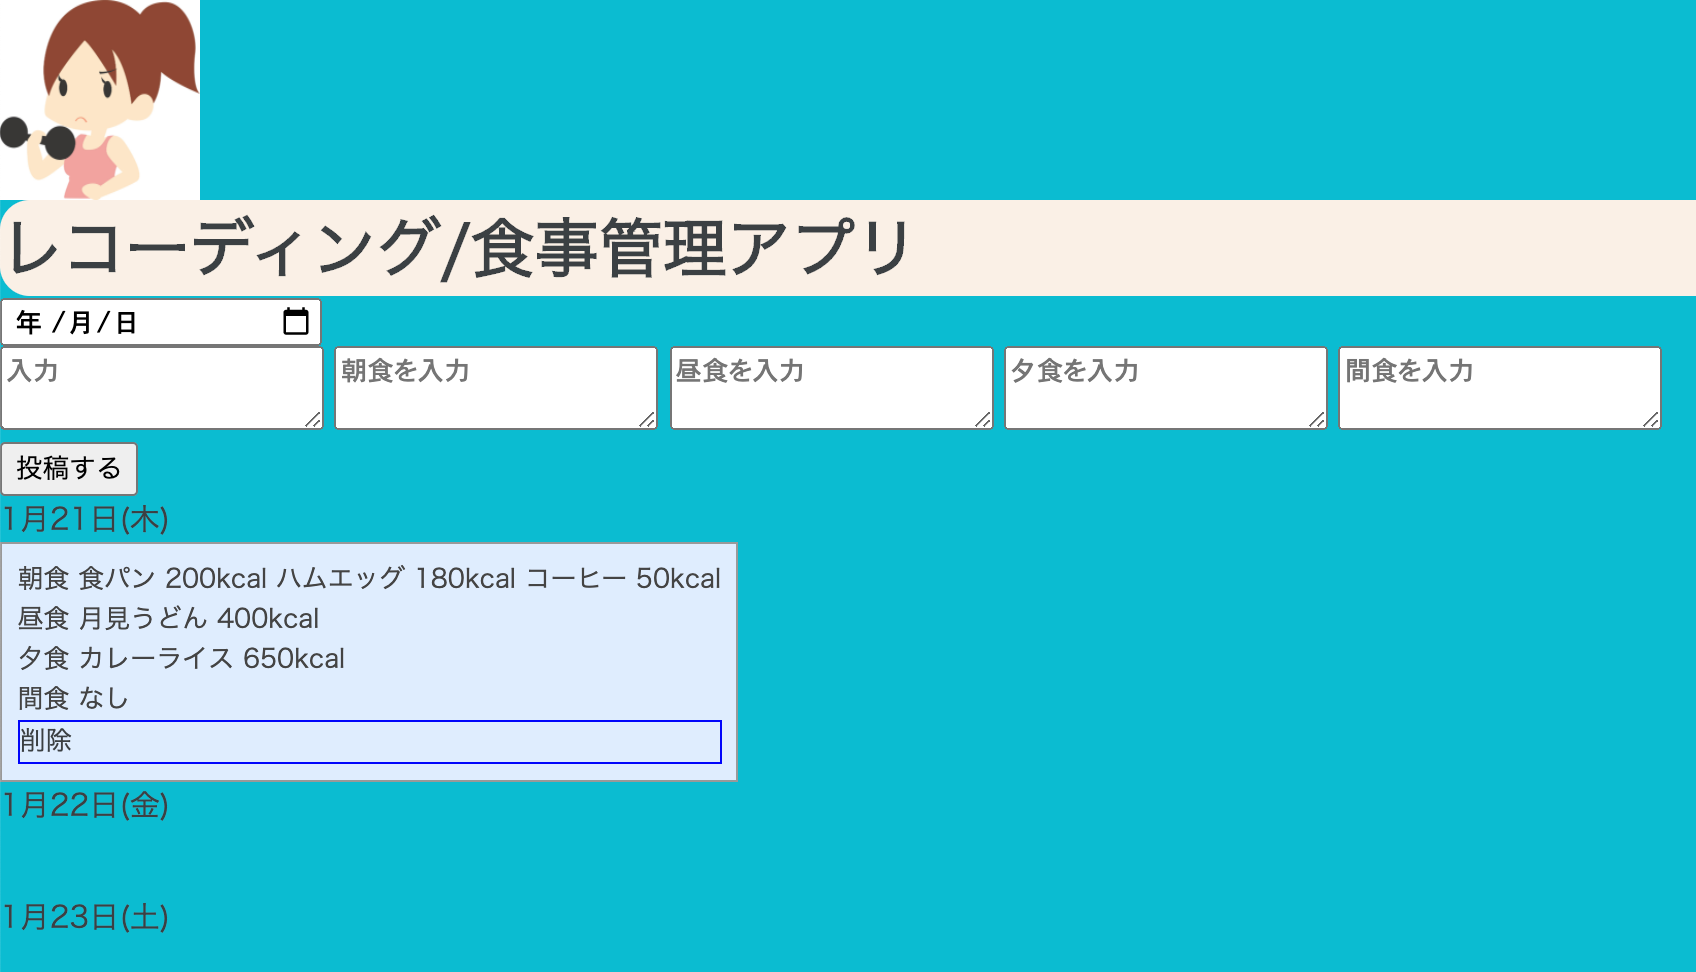 レコーディング/食事管理アプリ
年 /月/日
入力 朝食を入力 昼食を入力 夕食を入力 間食を入力
投稿する
1月21日(木)
朝食 食パン 200kcal ハムエッグ 180kcal コーヒー 50kcal
昼食 月見うどん 400kcal
夕食 カレーライス 650kcal
間食 なし
削除
1月22日(金)
1月23日(土)